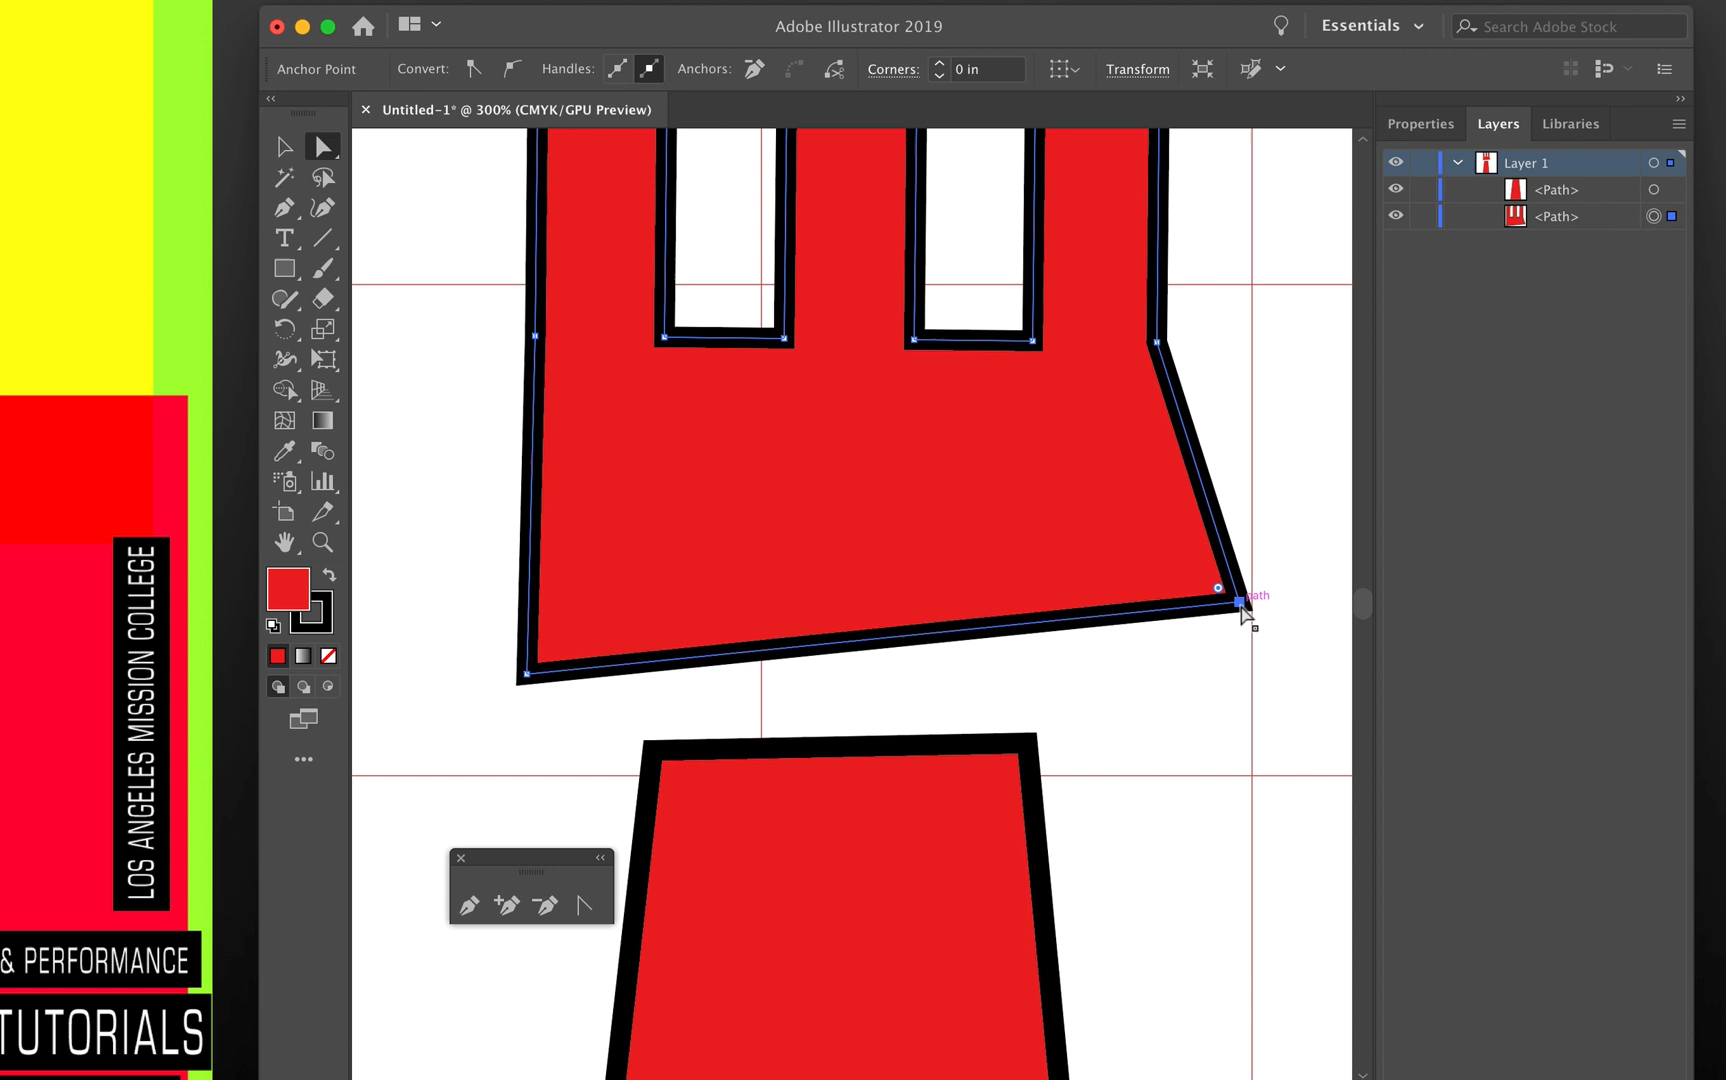 Adobe Illustrator 2019
Essentials
Search Adobe Stock
Anchor Point
Convert:
Handles:
Anchors:
Corners:
0 in
Transform
Untitled-1* @ 300% (CMYK/GPU Preview)
Properties
Layers
Libraries
Layer 1
<Path>
<Path>
path
LOS ANGELES MISSION COLLEGE
& PERFORMANCE
TUTORIALS